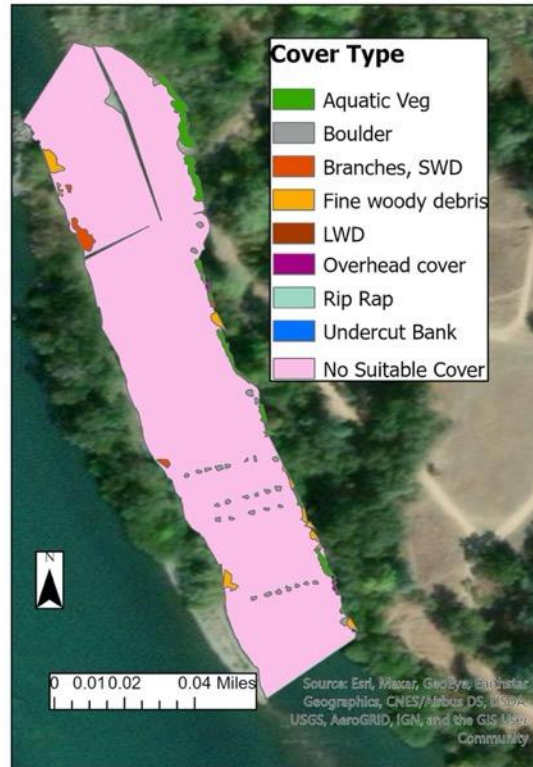 Cover Type
Aquatic Veg
Boulder
Branches, SWD
Fine woody debris
LWD
Overhead cover
Rip Rap
Undercut Bank
No Suitable Cover
N
0 0.010.02 0.04 Miles
Source: Esri, Maxar, GeoEye, Earthstar
Geographics, CNES/Airbus DS, USDA,
USGS, AeroGRID, IGN, and the GIS User
Community